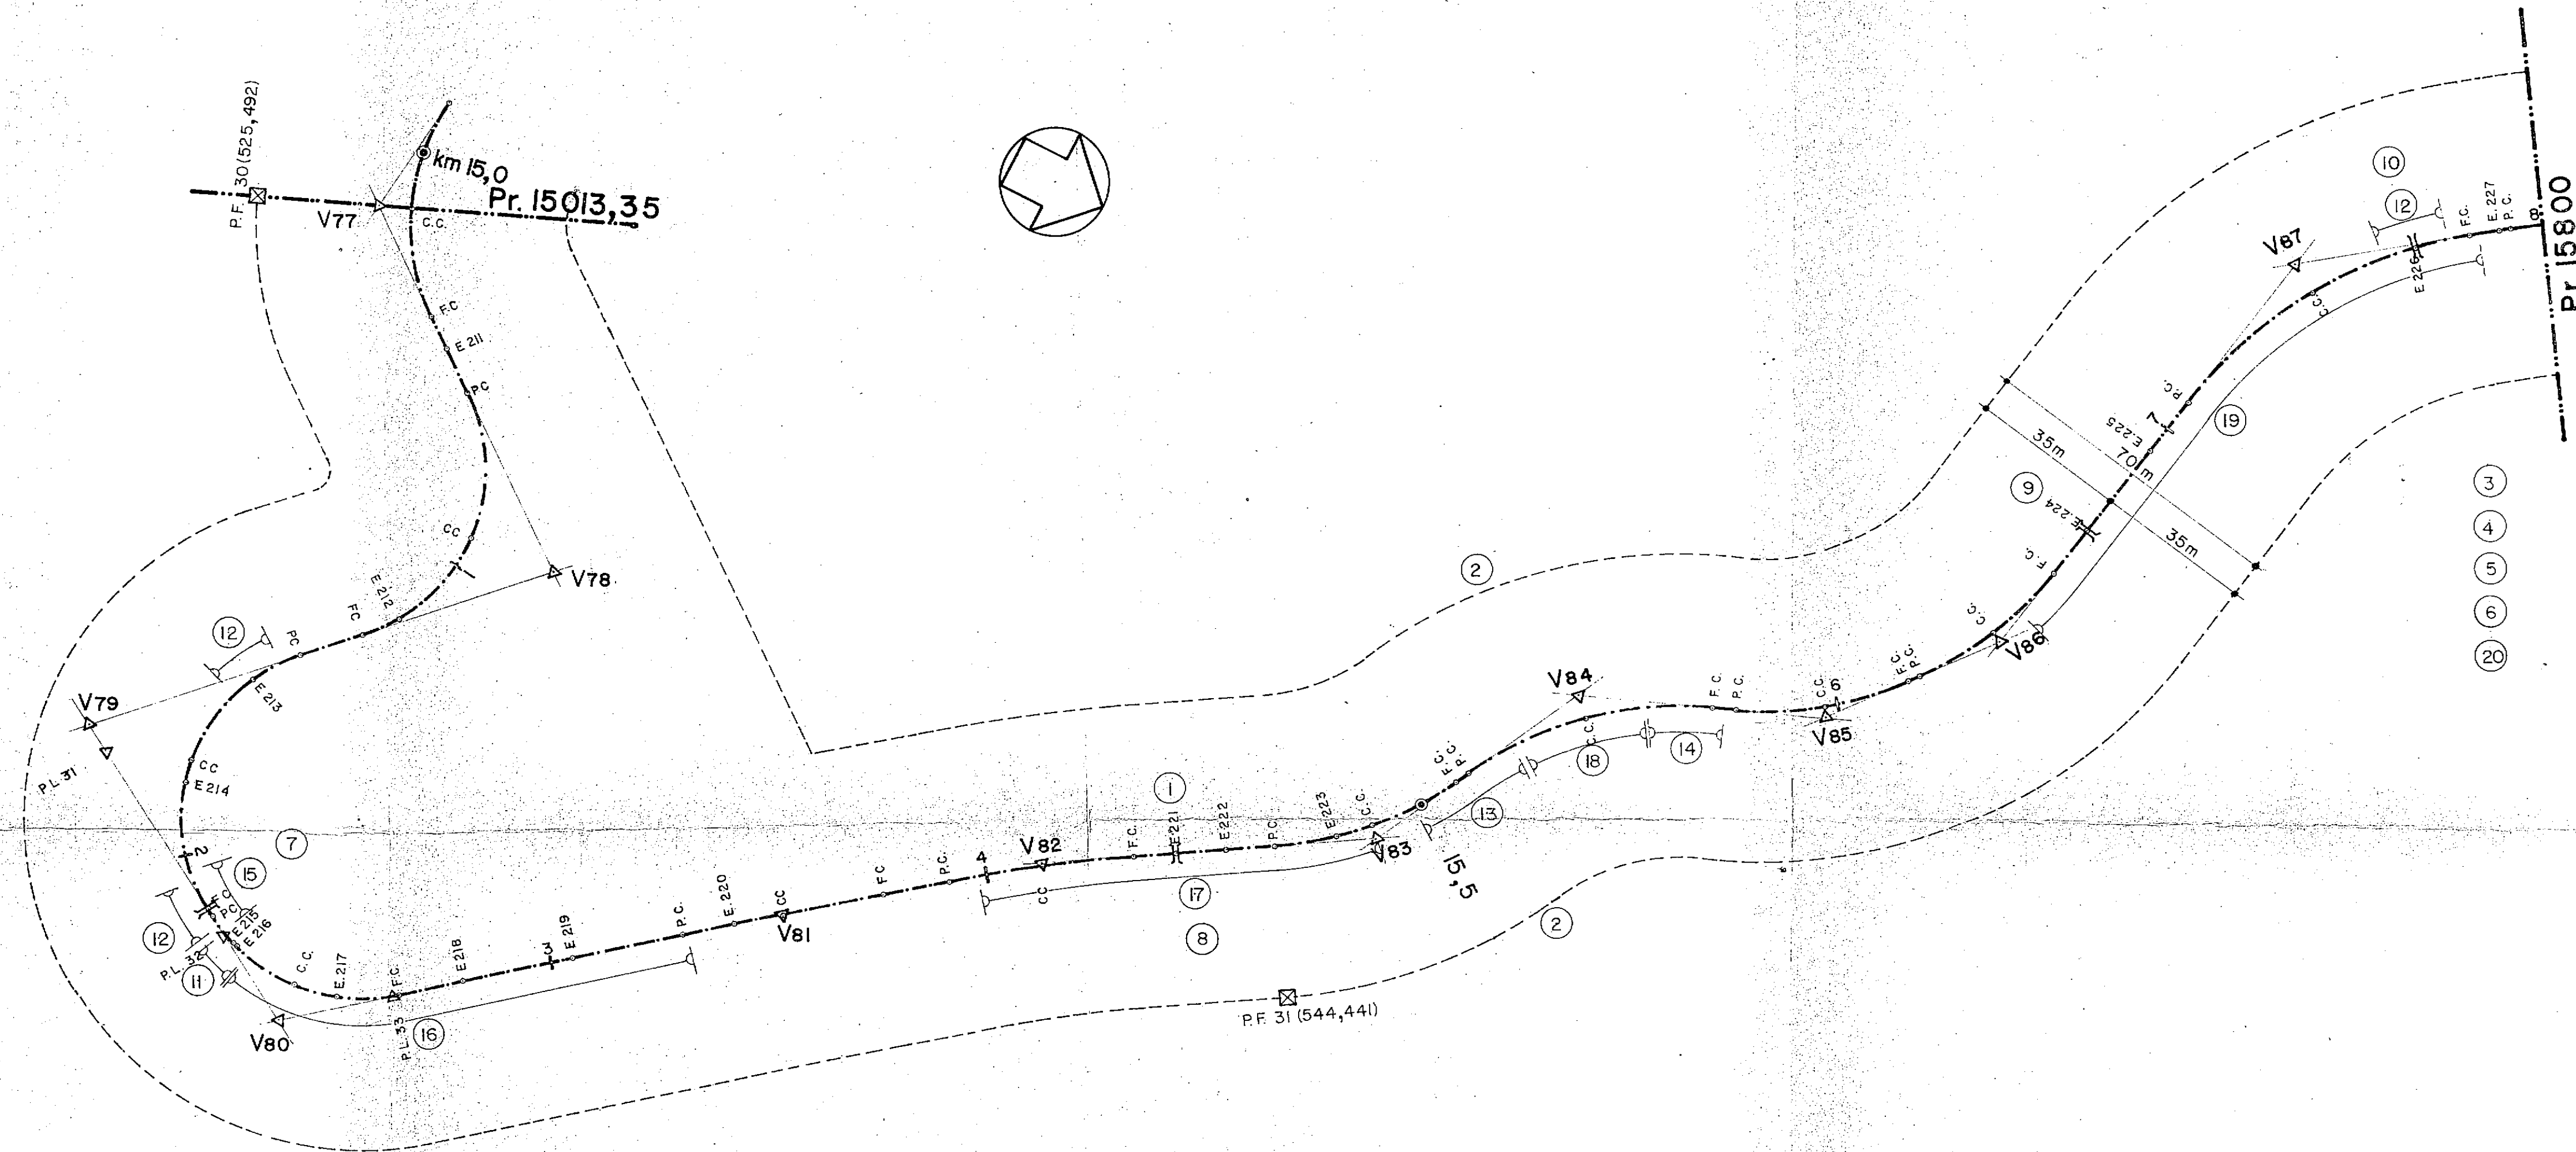 P.F. 30 (525,492)
km 15,0
Pr. 15013,35
V77
C.C.
F.C
E 211
P.C
CC
V78
E 212
FC
PC
12
E 213
V79
P.L. 31
CC
E 214
7
2
15
F.C
PC
E 215
E 216
12
P.L. 32
11
C.C.
E.217
F.C.
P.L. 33
16
V80
E 218
3
E 219
P.C.
E. 220
CC
V81
FC
P.C.
4
V82
CC
F.C.
1
E 221
E 222
P.C.
E 223
C.C.
V83
17
8
15,5
F.C.
P.C.
13
2
V84
C.C.
18
14
F.C.
P.C.
C.C.
6
V85
2
P.F. 31 (544,441)
F.C.
P.C.
C.C.
V86
F.C.
9
E.224
35m
70 m
35m
E.225
7
P.C.
19
V87
C.C.
E 226
10
12
F.C.
E. 227
P.C.
8
Pr 15800
3
4
5
6
20